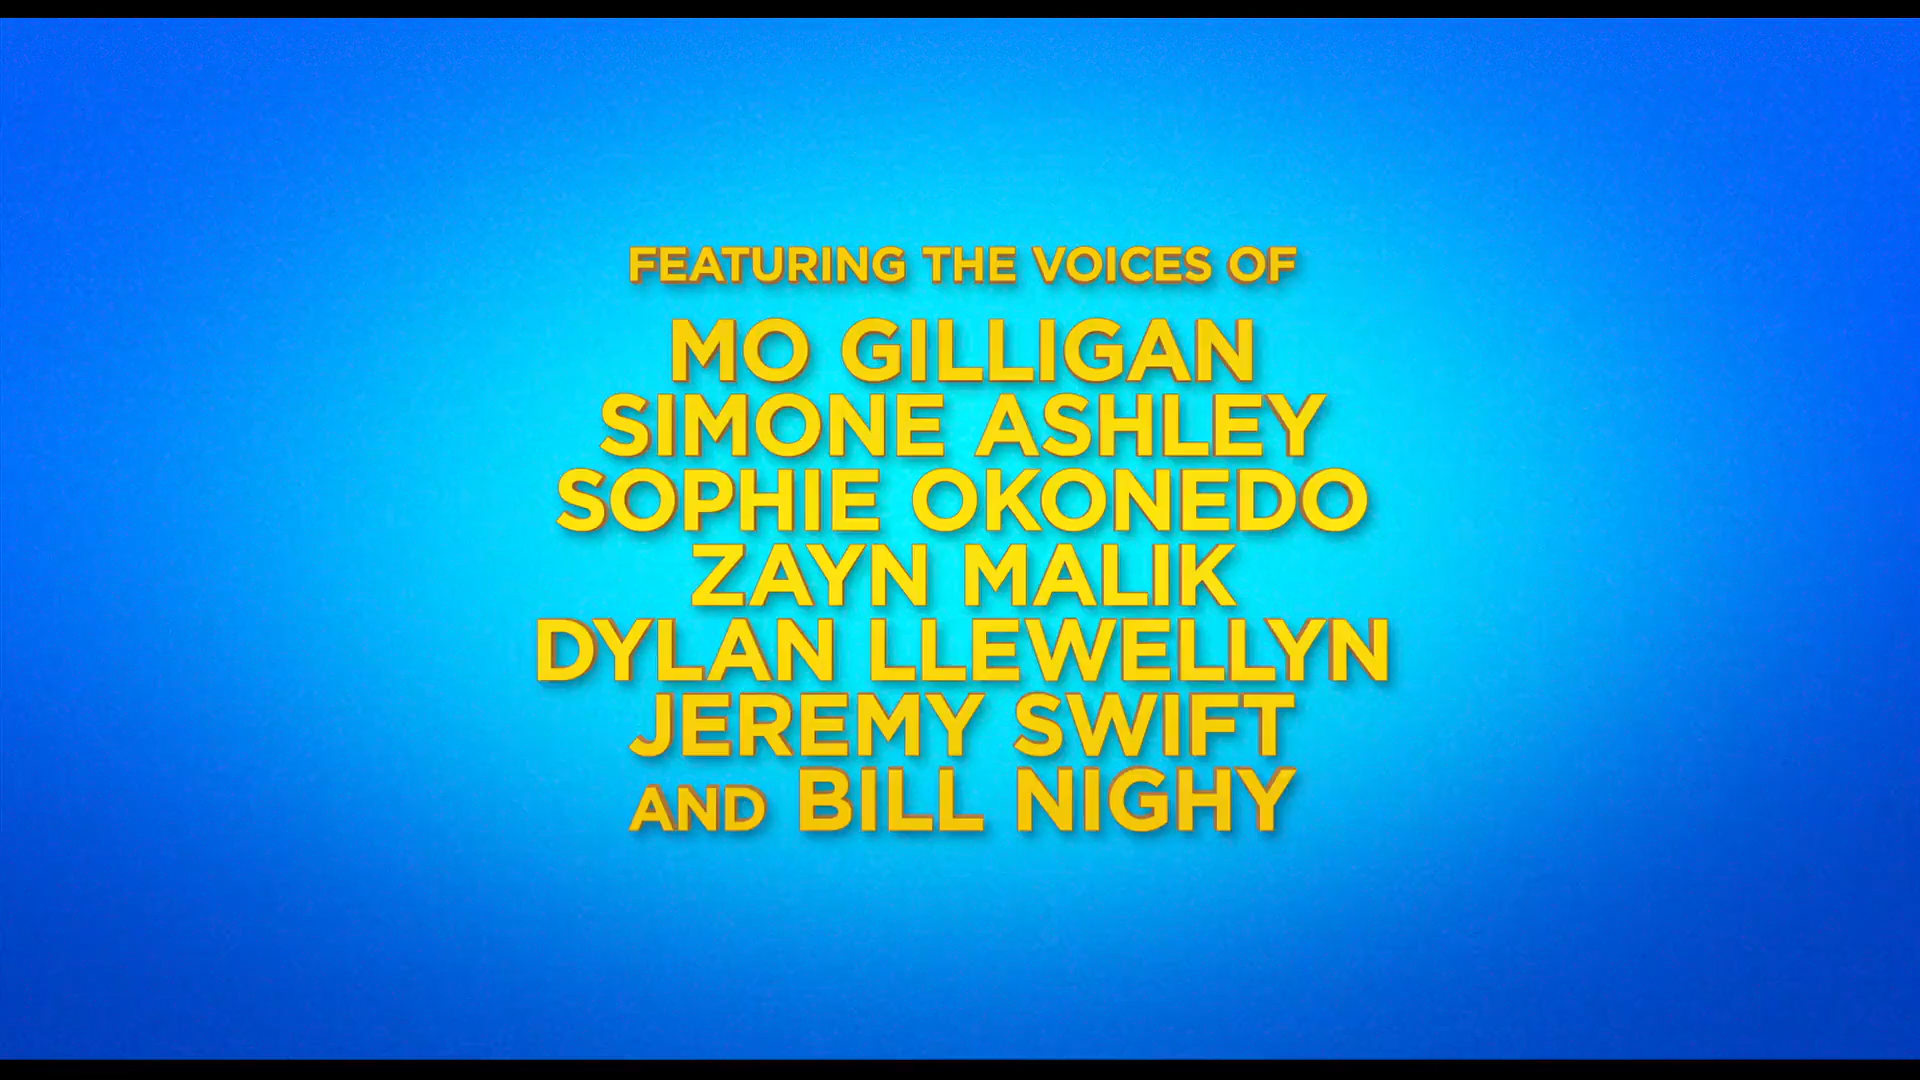 FEATURING THE VOICES OF
MO GILLIGAN
SIMONE ASHLEY
SOPHIE OKONEDO
ZAYN MALIK
DYLAN LLEWELLYN
JEREMY SWIFT
AND BILL NIGHY